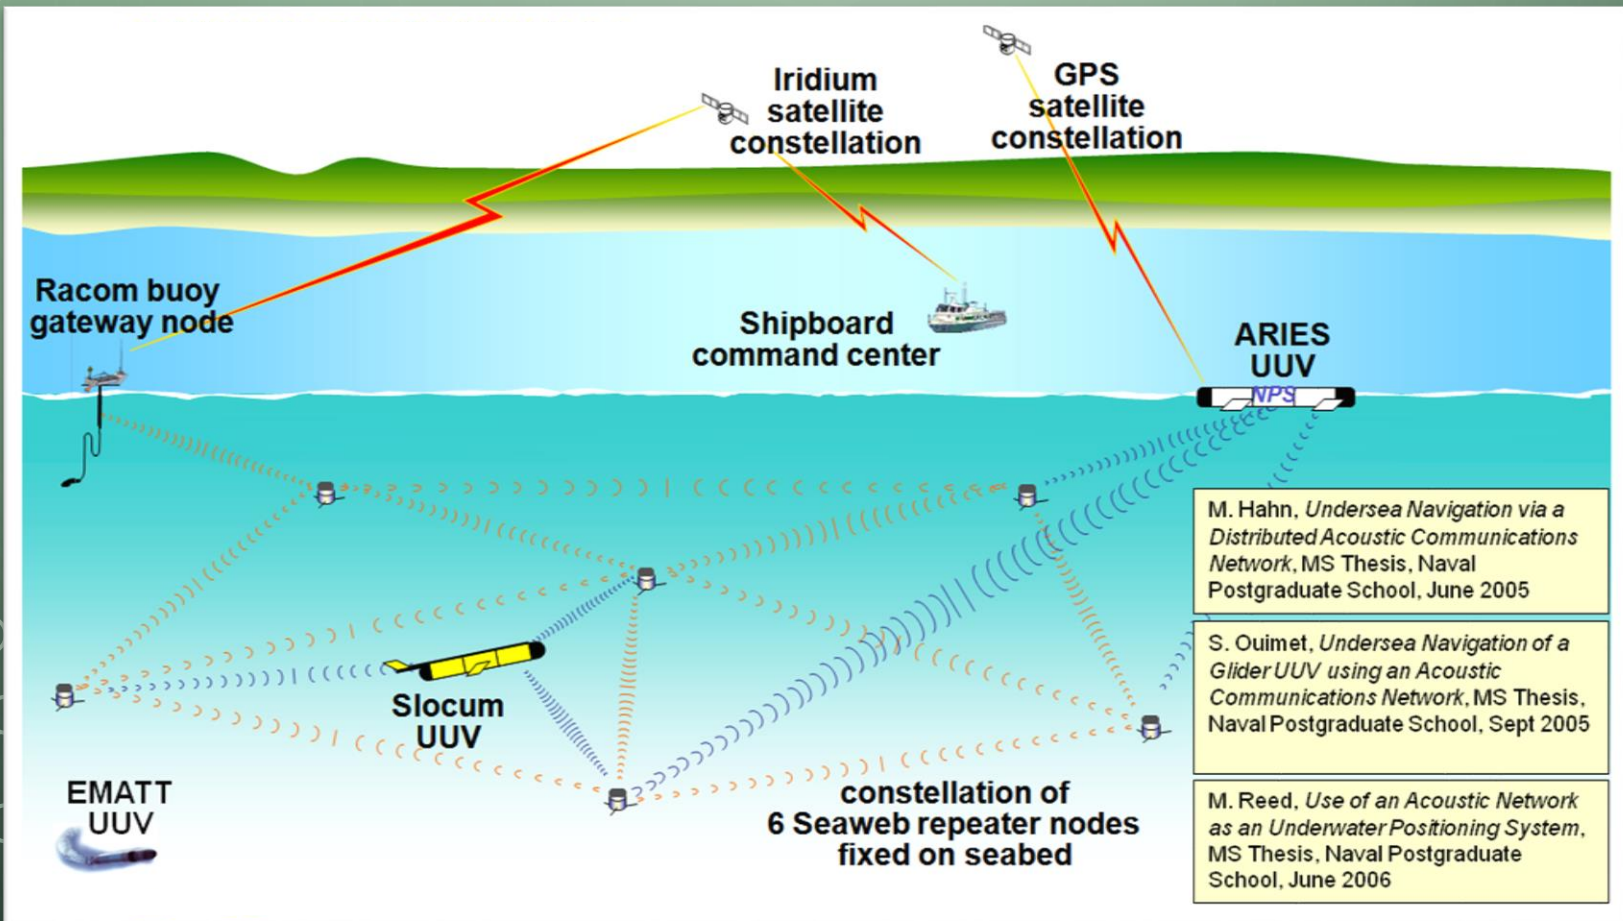 Iridium
satellite
constellation
GPS
satellite
constellation
Racom buoy
gateway node
Shipboard
command center
ARIES
UUV
NPS
M. Hahn, Undersea Navigation via a
Distributed Acoustic Communications
Network, MS Thesis, Naval
Postgraduate School, June 2005
S. Ouimet, Undersea Navigation of a
Glider UUV using an Acoustic
Communications Network, MS Thesis,
Naval Postgraduate School, Sept 2005
Slocum
UUV
EMATT
UUV
constellation of
6 Seaweb repeater nodes
fixed on seabed
M. Reed, Use of an Acoustic Network
as an Underwater Positioning System,
MS Thesis, Naval Postgraduate
School, June 2006